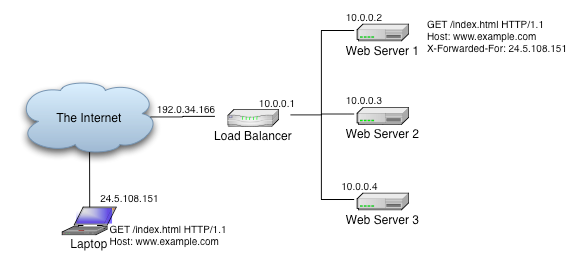 10.0.0.2
GET /index.html HTTP/1.1
Host: www.example.com
X-Forwarded-For: 24.5.108.151
Web Server 1
The Internet
192.0.34.166
10.0.0.1
Load Balancer
10.0.0.3
Web Server 2
10.0.0.4
Web Server 3
24.5.108.151
Laptop
GET /index.html HTTP/1.1
Host: www.example.com